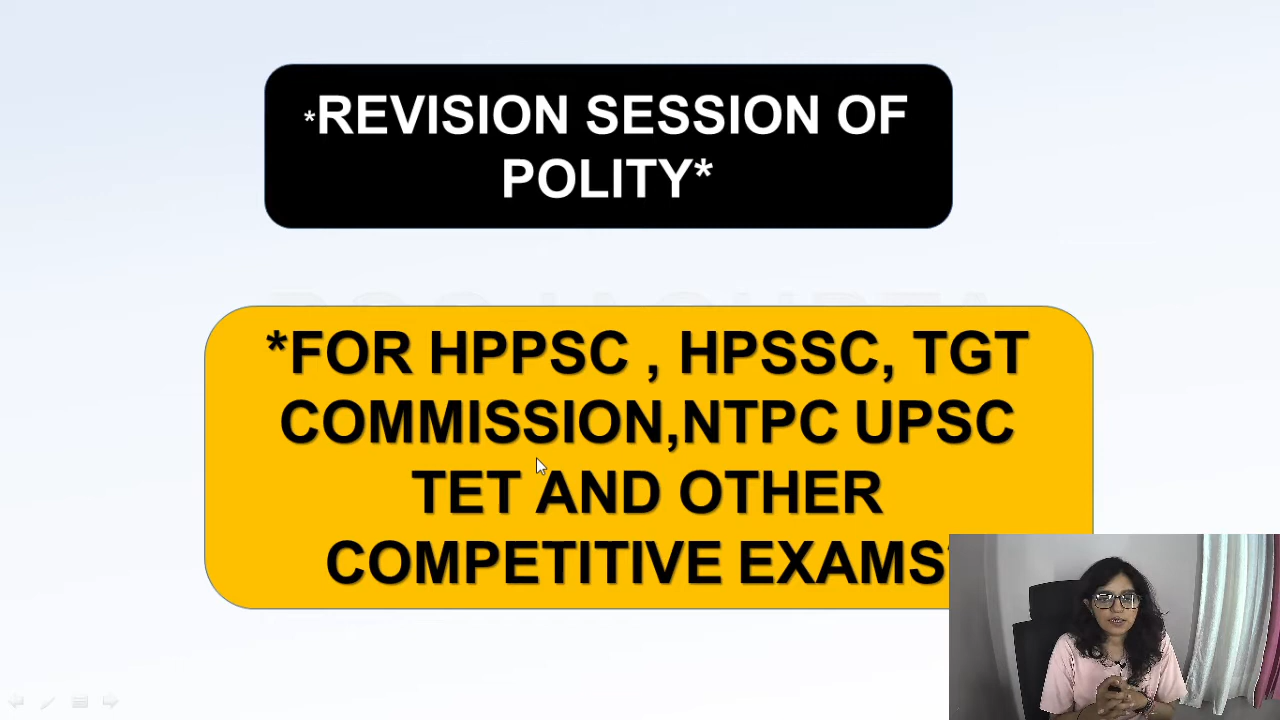 *REVISION SESSION OF
POLITY*
*FOR HPPSC , HPSSC, TGT
COMMISSION,NTPC UPSC
TET AND OTHER
COMPETITIVE EXAMS